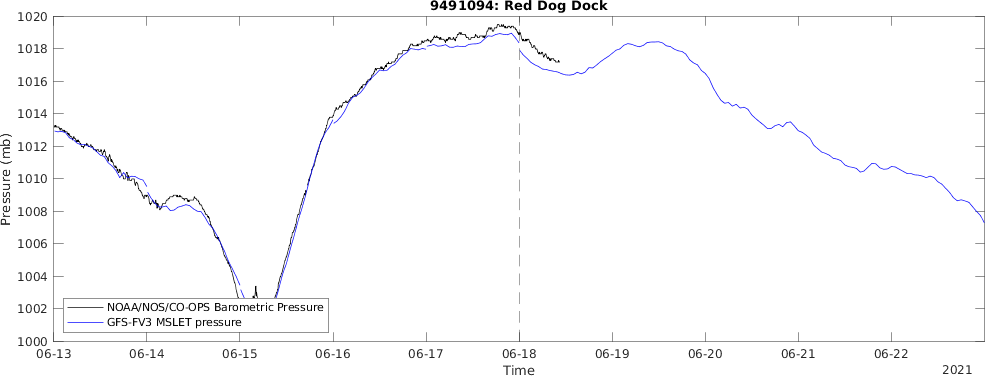 9491094: Red Dog Dock
Pressure (mb)
1020
1018
1016
1014
1012
1010
1008
1006
1004
1002
1000
NOAA/NOS/CO-OPS Barometric Pressure
GFS-FV3 MSLET pressure
06-13 06-14 06-15 06-16 06-17 06-18 06-19 06-20 06-21 06-22
Time
2021